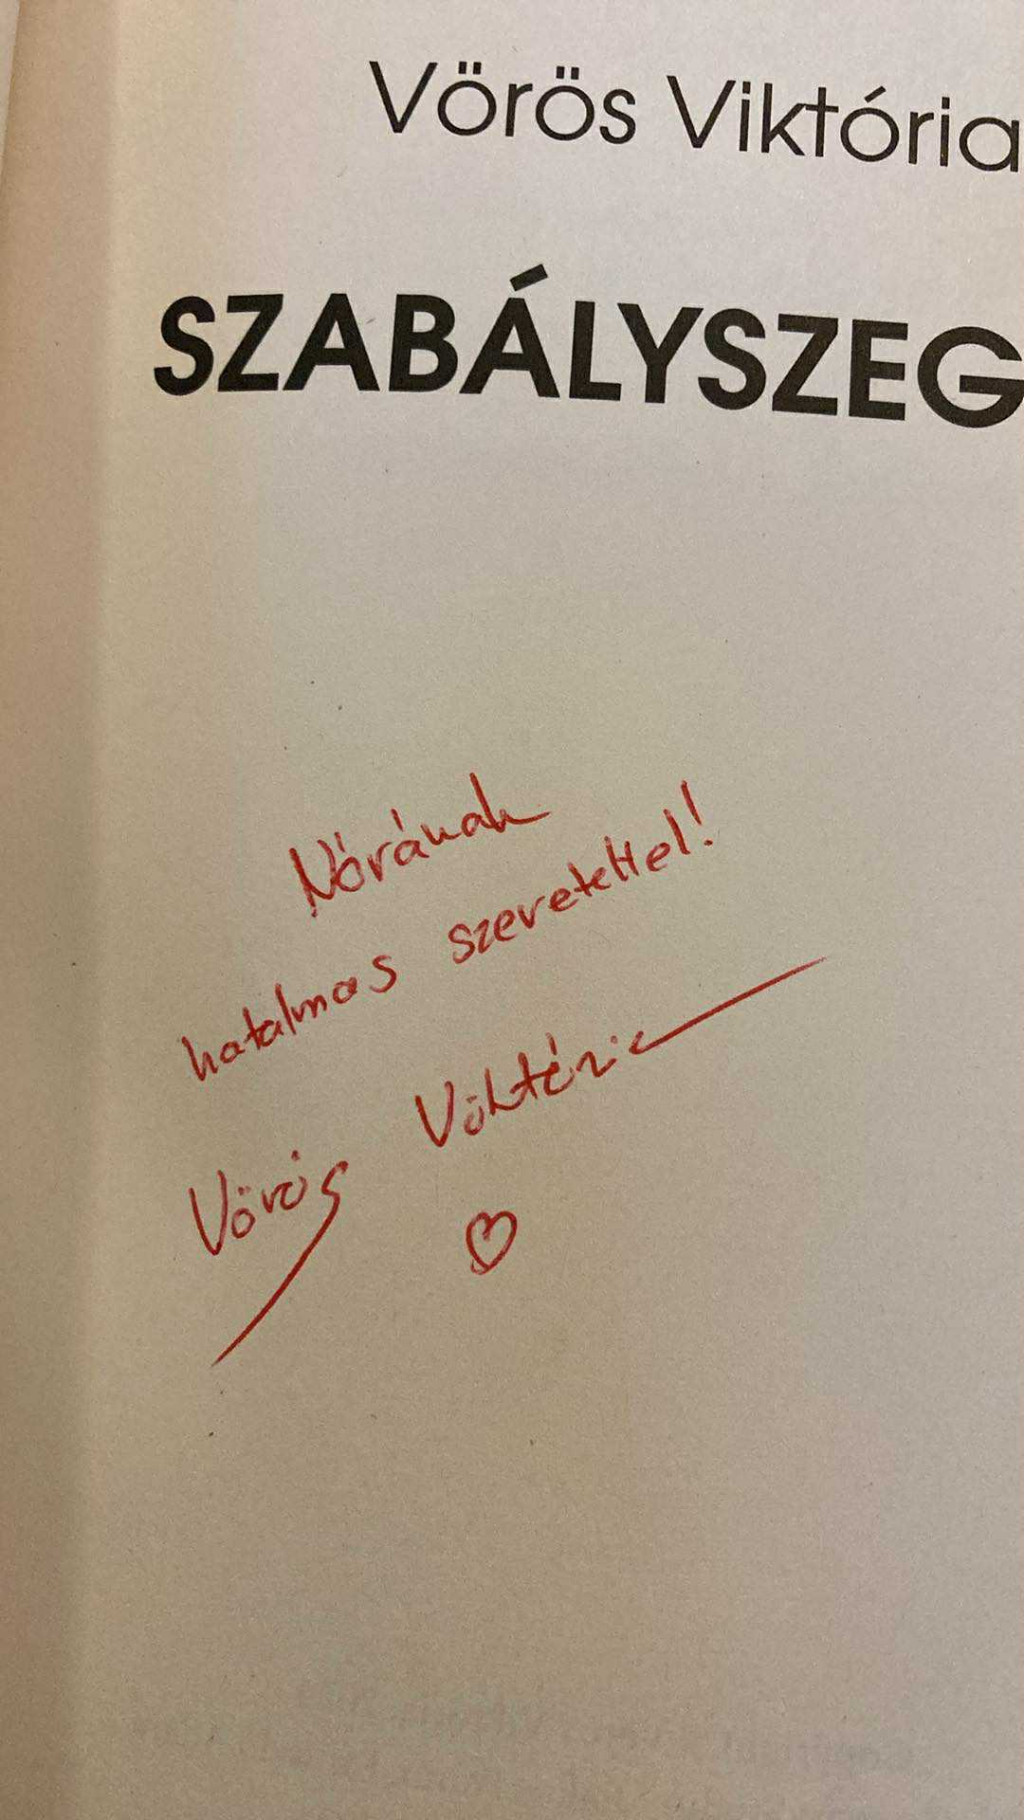 Vörös Viktória
SZABÁLYSZEG
Nórának
hatalmas szeretettel!
Vörös Viktória